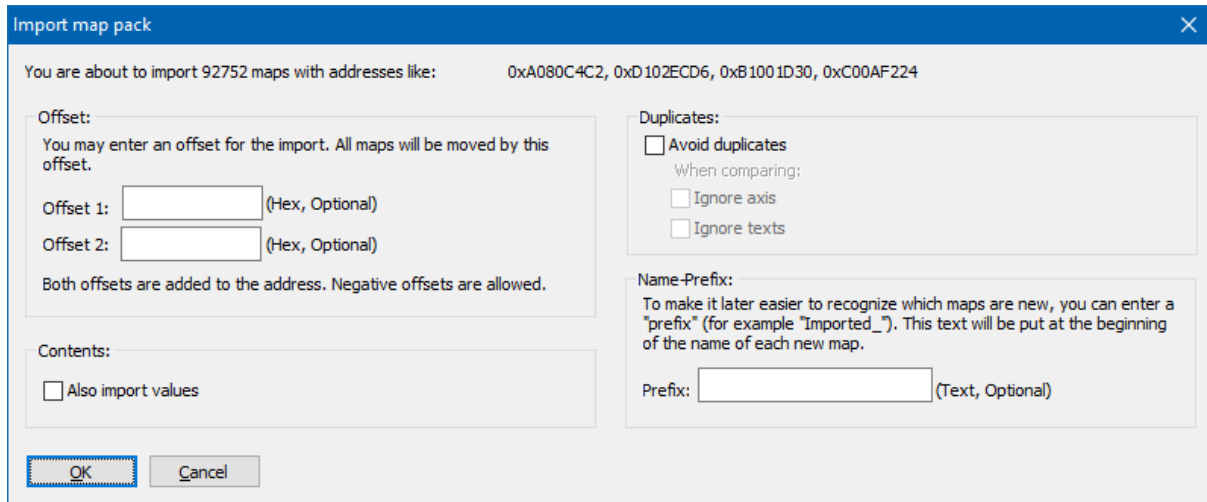 Import map pack
You are about to import 92752 maps with addresses like: 0xA080C4C2, 0xD102ECD6, 0xB1001D30, 0xC00AF224
Offset:
You may enter an offset for the import. All maps will be moved by this
offset.
Offset 1: (Hex, Optional)
Offset 2: (Hex, Optional)
Both offsets are added to the address. Negative offsets are allowed.
Contents:
Also import values
Duplicates:
Avoid duplicates
When comparing:
Ignore axis
Ignore texts
Name-Prefix:
To make it later easier to recognize which maps are new, you can enter a
"prefix" (for example "Imported_"). This text will be put at the beginning
of the name of each new map.
Prefix: (Text, Optional)
OK Cancel